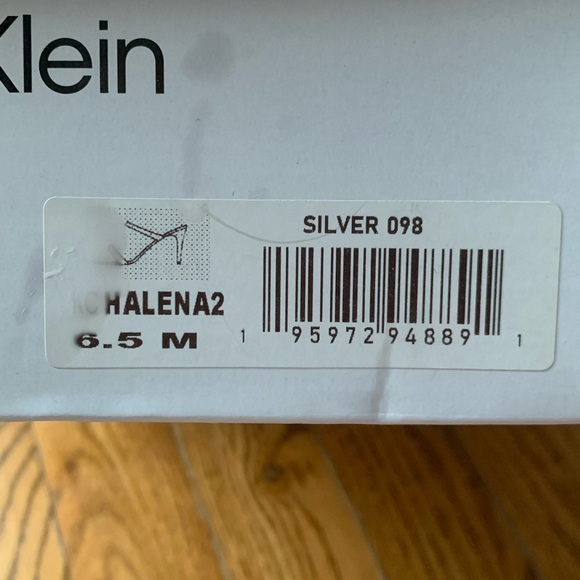 Klein
SILVER 098
HALENA2
6.5 M
1 95972 94889 1